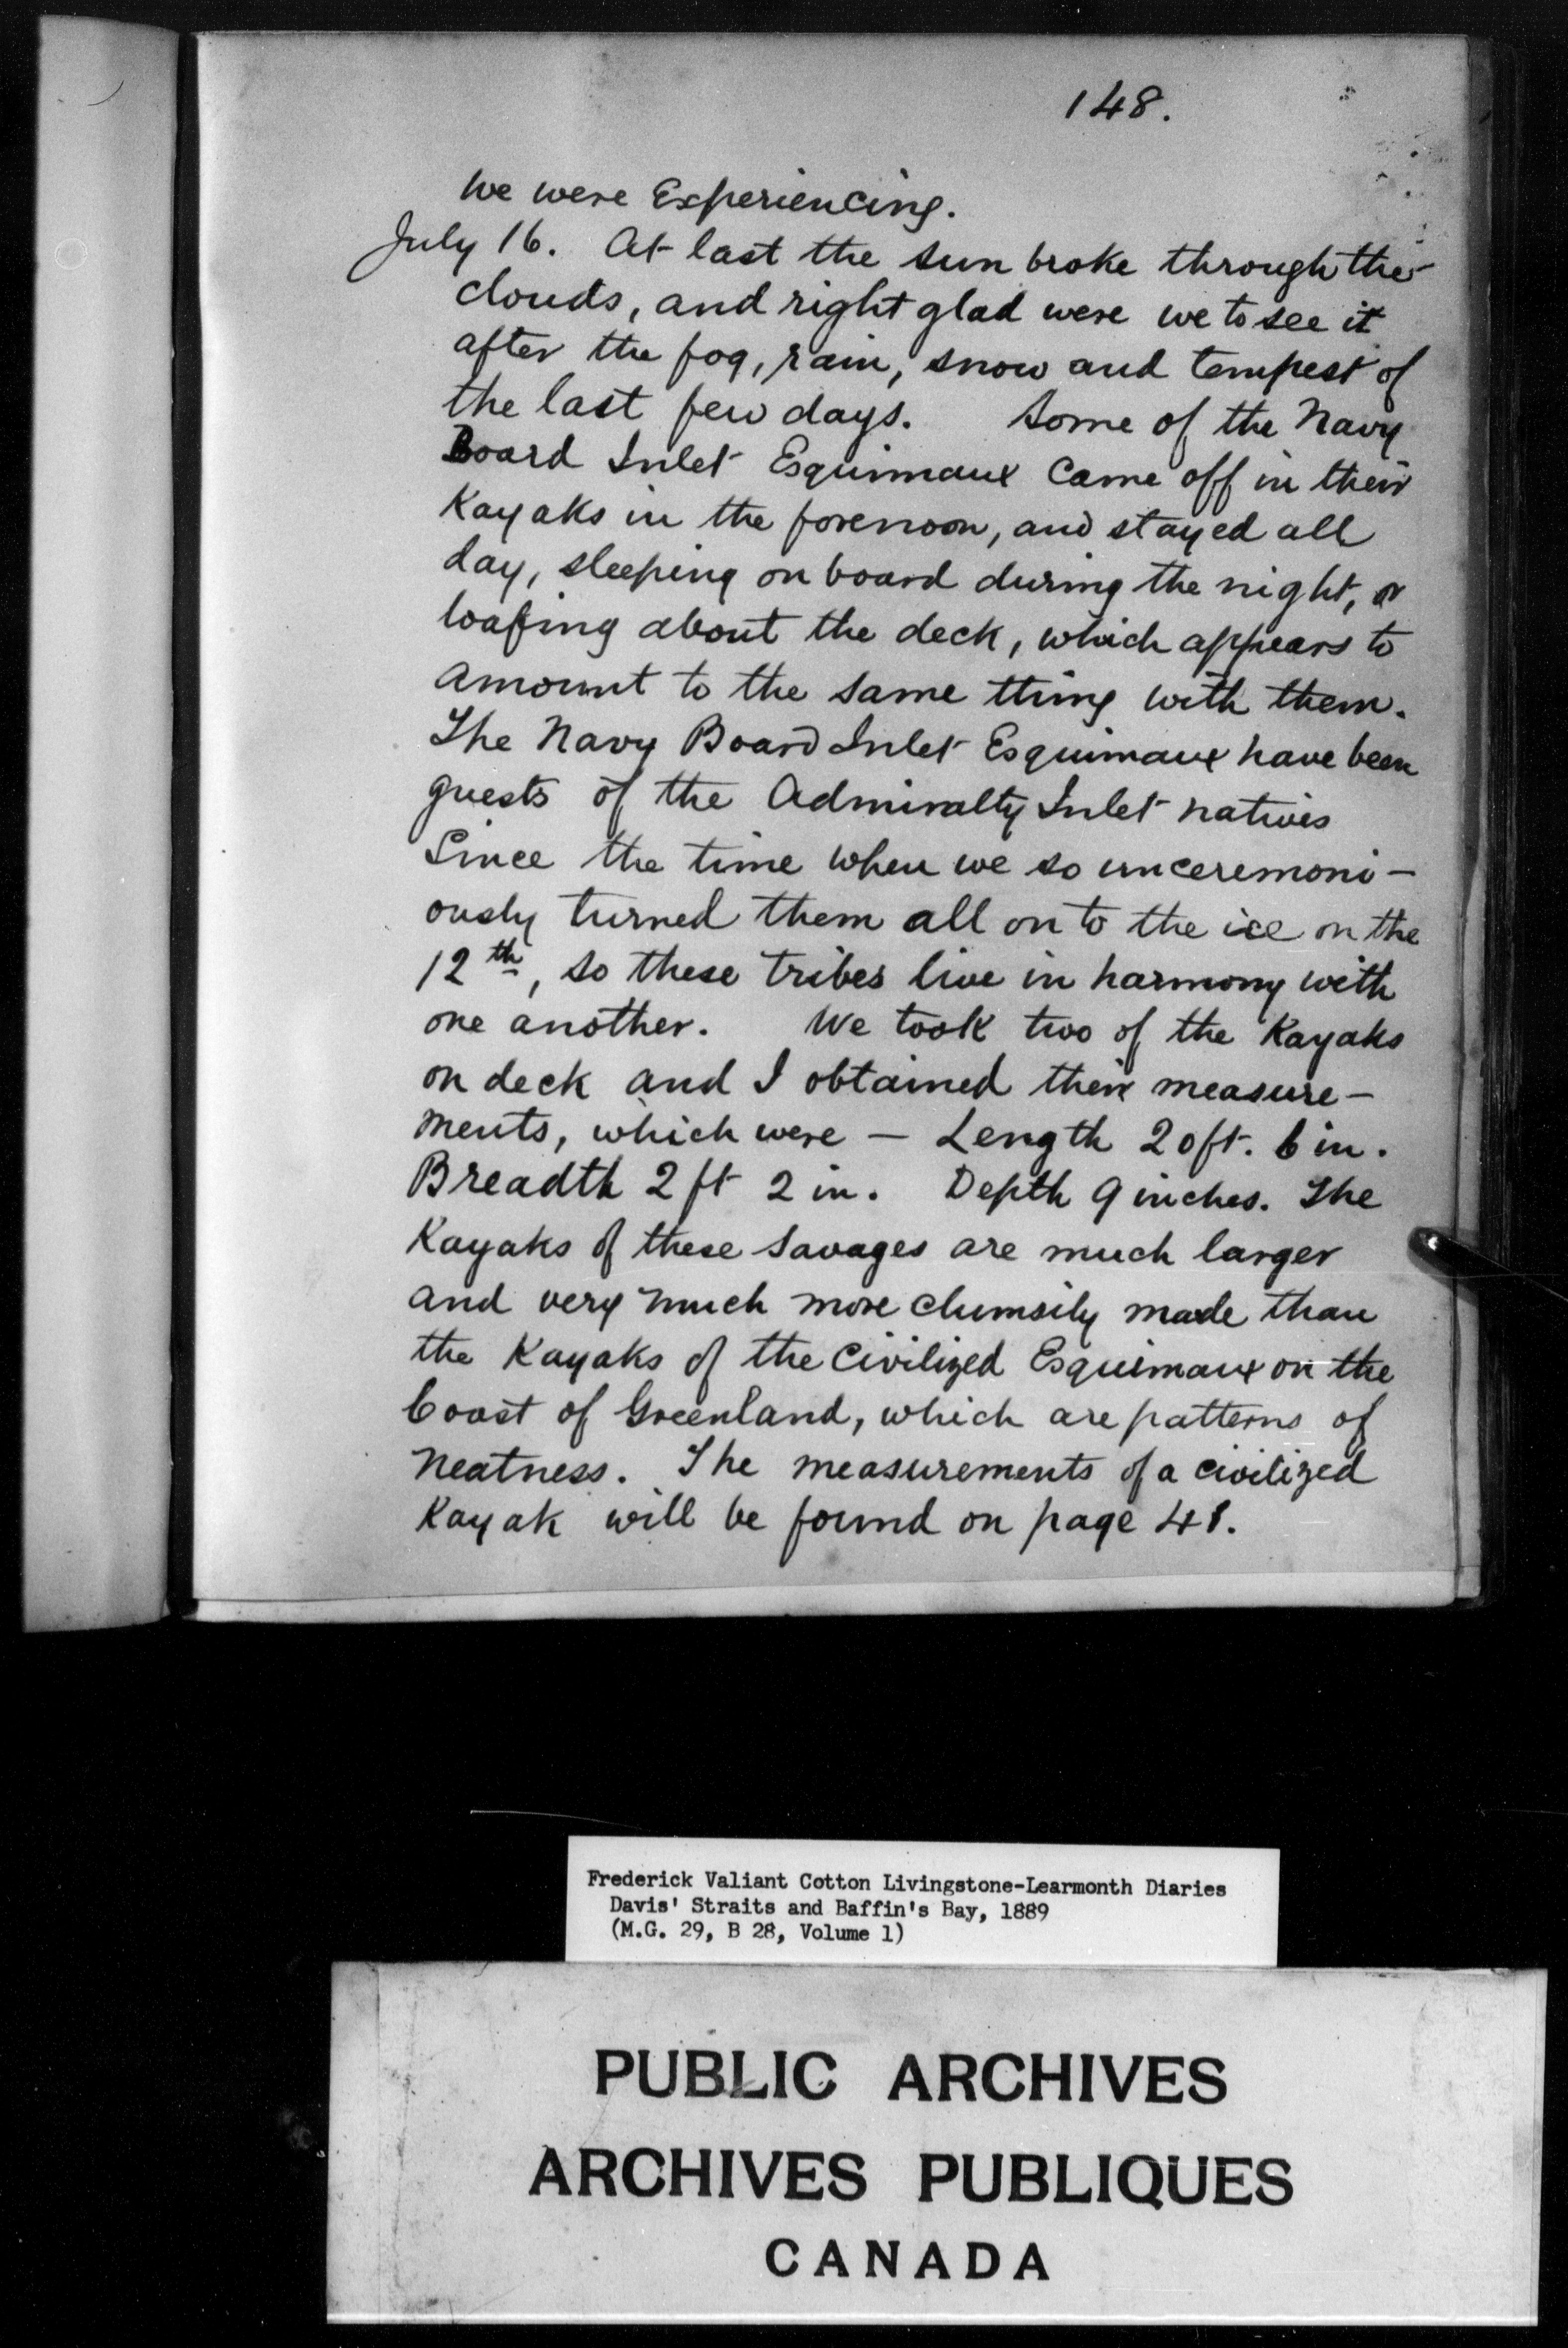 148.
We were Experiencing.
July 16. At last the sun broke through the
clouds, and right glad were we to see it
after the fog, rain, snow and tempest of
the last few days. Some of the Navy
Board Inlet Esquimaux came off in their
Kayaks in the forenoon, and stayed all
day, sleeping on board during the night, or
loafing about the deck, which appears to
amount to the same thing with them.
The Navy Board Inlet Esquimaux have been
guests of the Admiralty Inlet natives
since the time when we so unceremoni-
ously turned them all on to the ice on the
12th, so these tribes live in harmony with
one another. We took two of the Kayaks
on deck and I obtained their measure-
ments, which were - Length 20ft. 6 in.
Breadth 2 ft 2 in. Depth 9 inches. The
Kayaks of these savages are much larger
and very much more clumsily made than
the Kayaks of the civilized Esquimaux on the
Coast of Greenland, which are patterns of
neatness. The measurements of a civilized
Kayak will be found on page 48.
Frederick Valiant Cotton Livingstone-Learmonth Diaries
Davis' Straits and Baffin's Bay, 1889
(M.G. 29, B 28, Volume 1)
PUBLIC ARCHIVES
ARCHIVES PUBLIQUES
CANADA